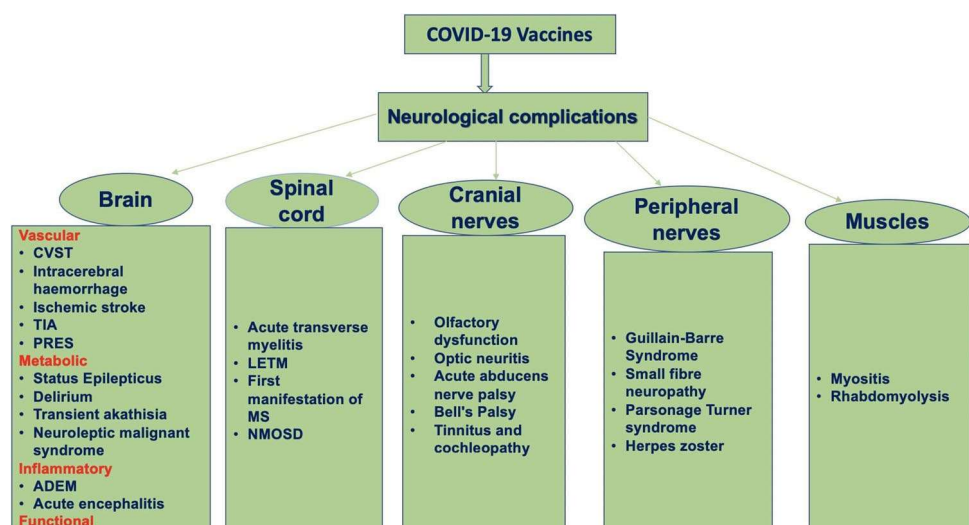 COVID-19 Vaccines
Neurological complications
Brain
Vascular
• CVST
• Intracerebral
haemorrhage
• Ischemic stroke
• TIA
• PRES
Metabolic
• Status Epilepticus
• Delirium
• Transient akathisia
• Neuroleptic malignant
syndrome
Inflammatory
• ADEM
• Acute encephalitis
Functional
Spinal
cord
• Acute transverse
myelitis
• LETM
• First
manifestation of
MS
• NMOSD
Cranial
nerves
• Olfactory
dysfunction
• Optic neuritis
• Acute abducens
nerve palsy
• Bell's Palsy
• Tinnitus and
cochleopathy
Peripheral
nerves
• Guillain-Barre
Syndrome
• Small fibre
neuropathy
• Parsonage Turner
syndrome
• Herpes zoster
Muscles
• Myositis
• Rhabdomyolysis